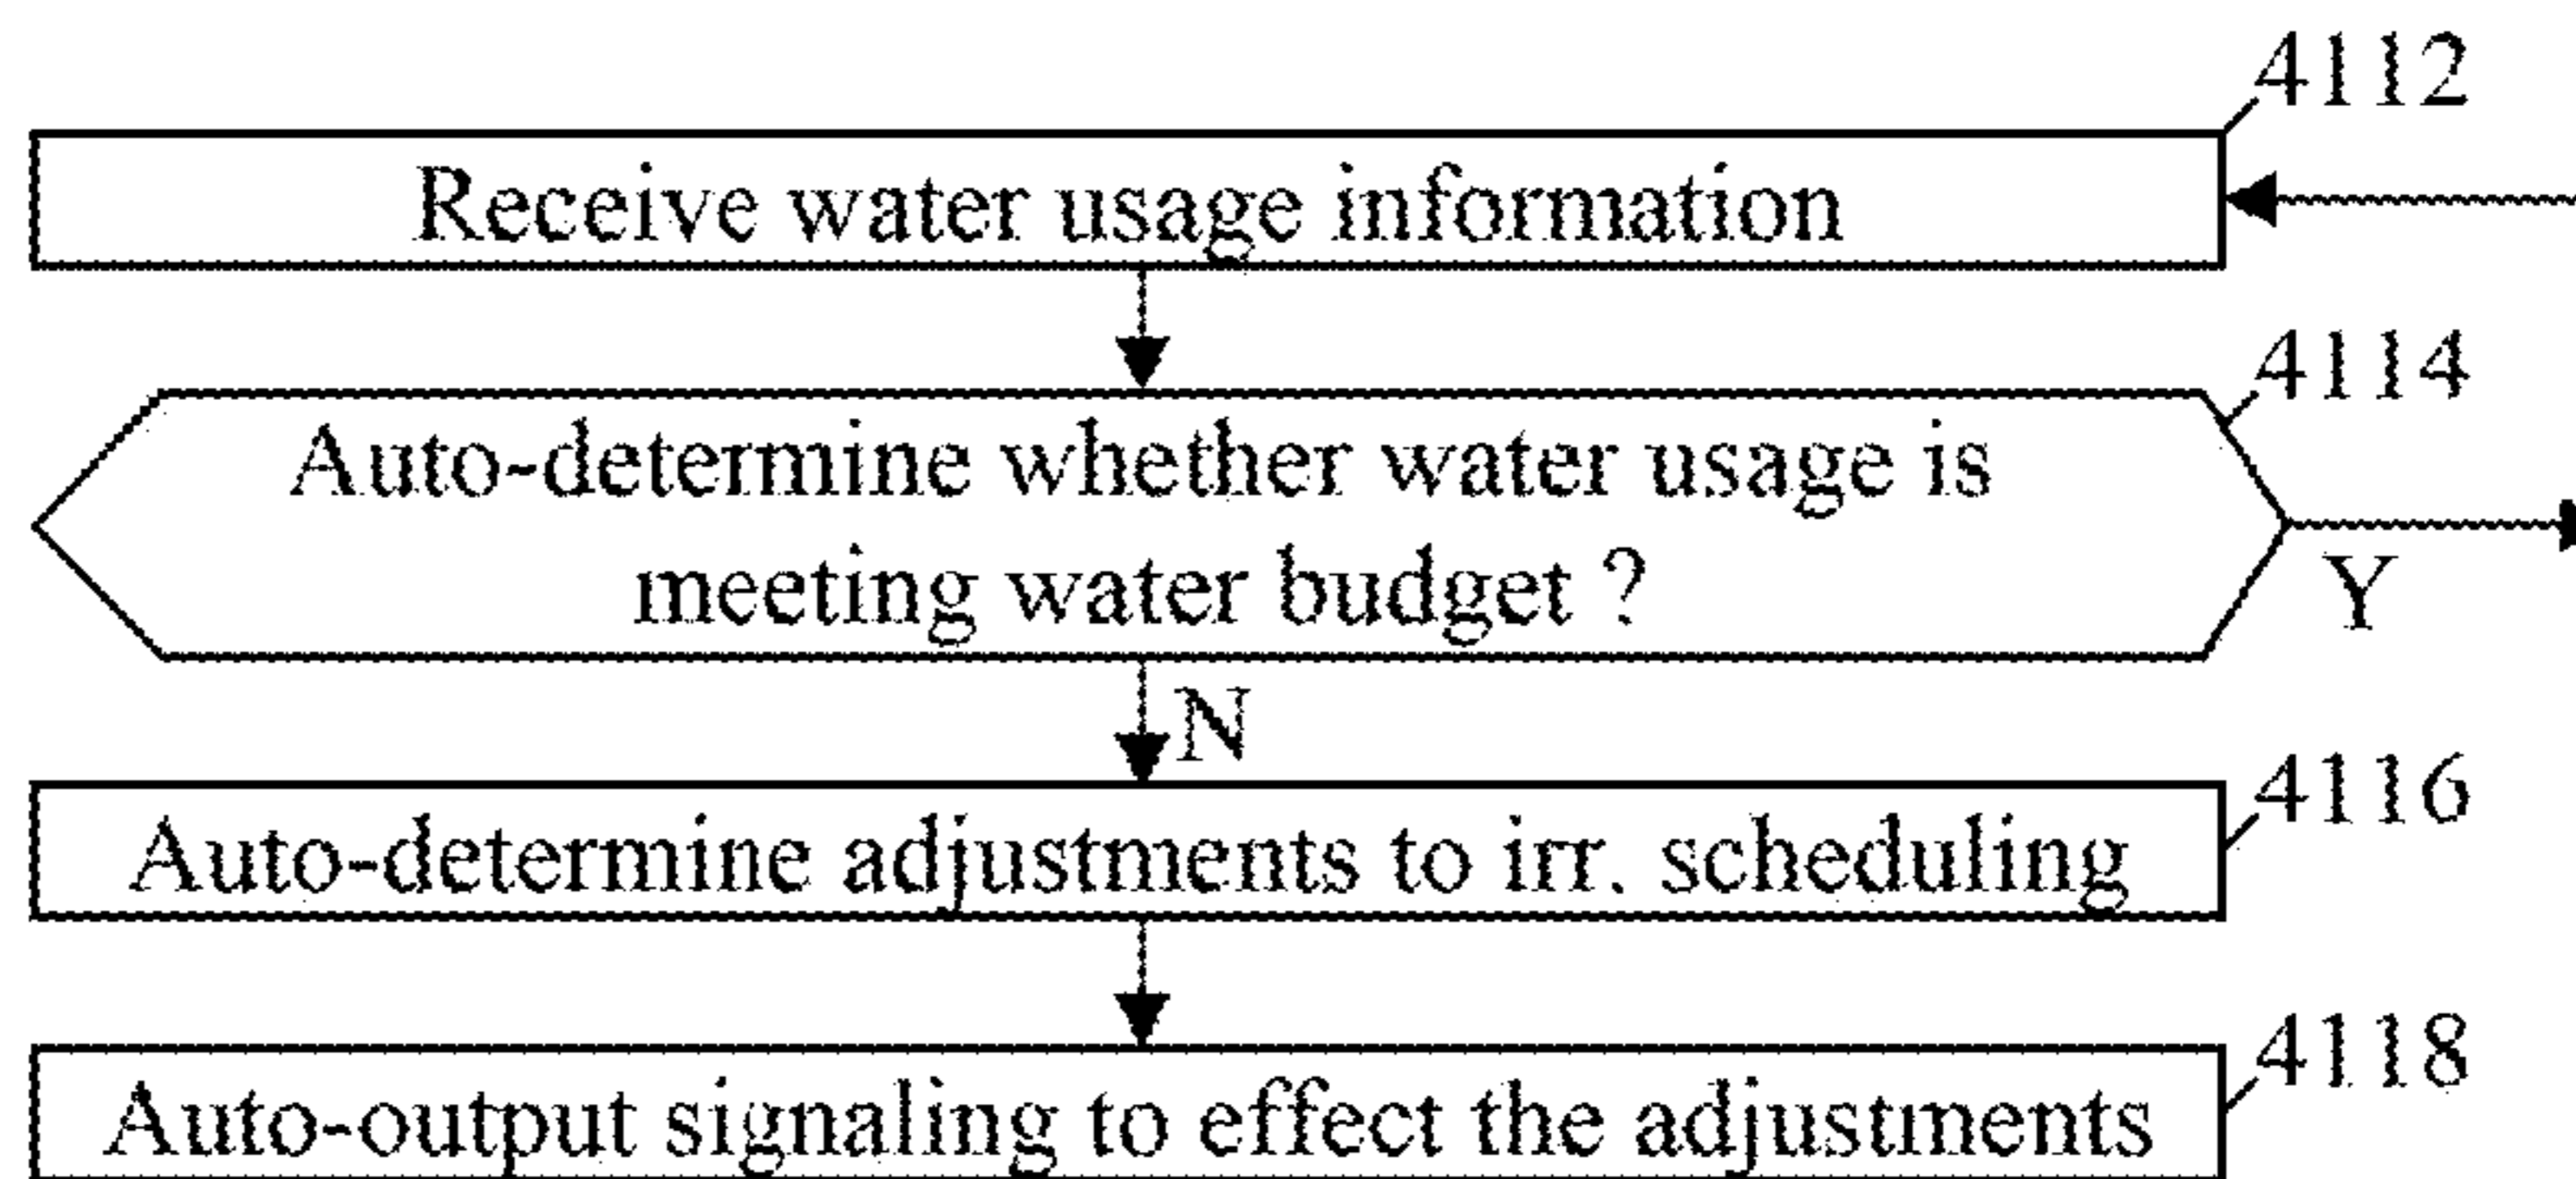 4112
Receive water usage information
4114
Auto-determine whether water usage is
meeting water budget ?
Y
N
4116
Auto-determine adjustments to irr. scheduling
4118
Auto-output signaling to effect the adjustments